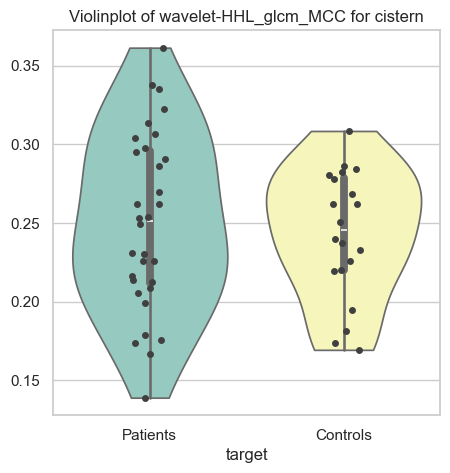 Violinplot of wavelet-HHL_glcm_MCC for cistern
0.35
0.30
0.25
0.20
0.15
Patients Controls
target